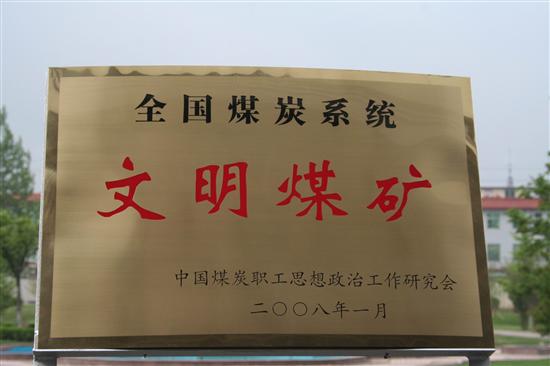 全国煤炭系统
文明煤矿
中国煤炭职工思想政治工作研究会
二〇〇八年一月